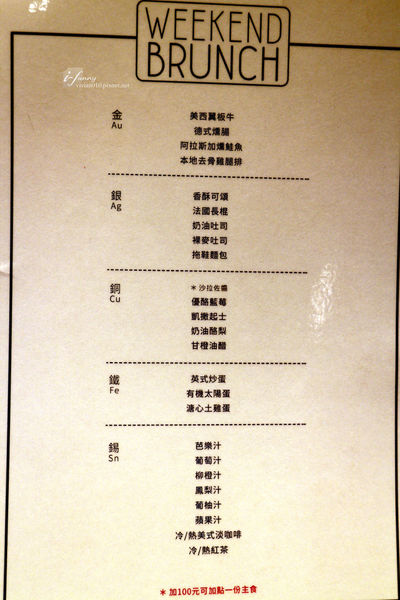 WEEKEND
BRUNCH
i-funny
金
Au
美西翼板牛
德式燻腸
阿拉斯加燻鮭魚
本地去骨雞腿排
銀
Ag
香酥可頌
法國長棍
奶油吐司
裸麥吐司
拖鞋麵包
銅
Cu
＊沙拉佐醬
優酪藍莓
凱撒起士
奶油酪梨
甘橙油醋
鐵
Fe
英式炒蛋
有機太陽蛋
溏心土雞蛋
錫
Sn
芭樂汁
葡萄汁
柳橙汁
鳳梨汁
葡柚汁
蘋果汁
冷/熱美式淡咖啡
冷/熱紅茶
＊加100元可加點一份主食